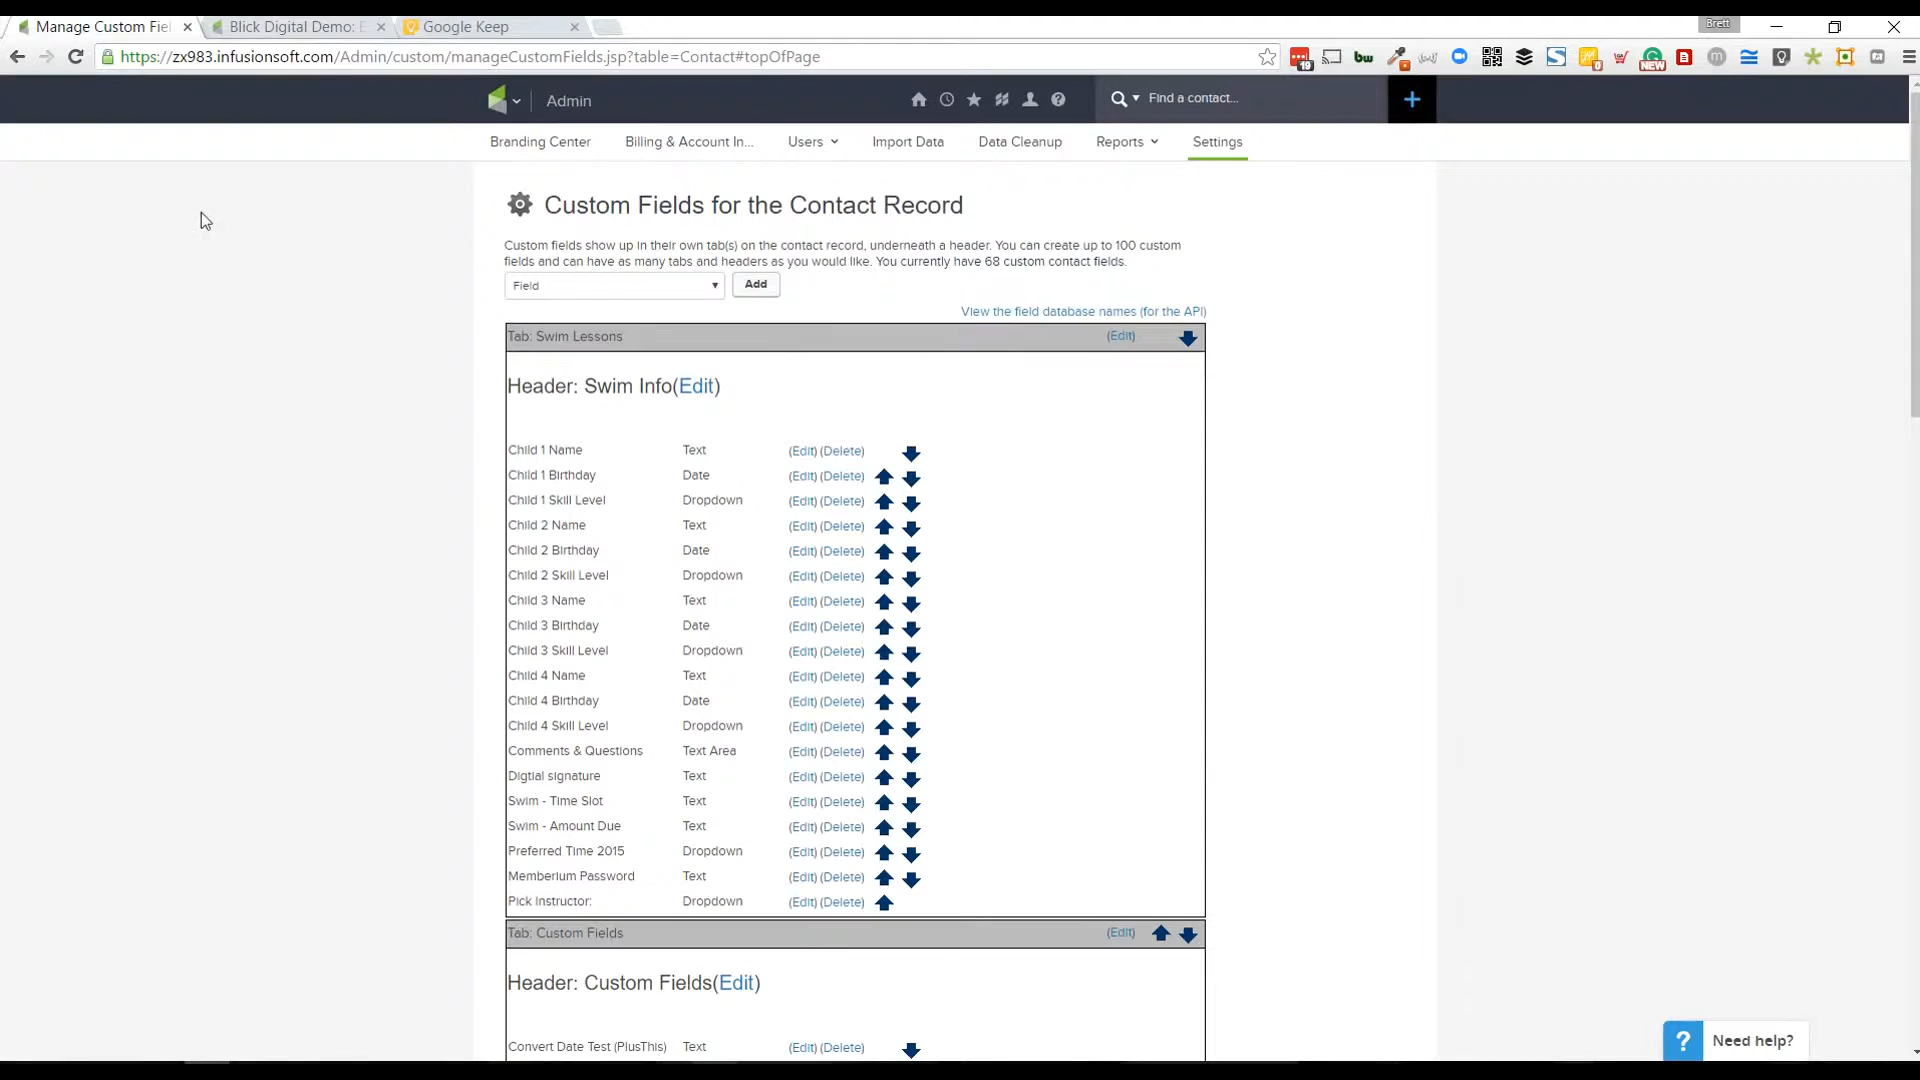 Manage Custom Fiel
Blick Digital Demo: E
Google Keep
Brett
https://zx983.infusionsoft.com/Admin/custom/manageCustomFields.jsp?table=Contact#topOfPage
19
bw
NEW
Admin
Find a contact...
Branding Center
Billing & Account In...
Users
Import Data
Data Cleanup
Reports
Settings
Custom Fields for the Contact Record
Custom fields show up in their own tab(s) on the contact record, underneath a header. You can create up to 100 custom
fields and can have as many tabs and headers as you would like. You currently have 68 custom contact fields.
Field
Add
View the field database names (for the API)
Tab: Swim Lessons (Edit)
Header: Swim Info(Edit)
Child 1 Name Text (Edit) (Delete)
Child 1 Birthday Date (Edit) (Delete)
Child 1 Skill Level Dropdown (Edit) (Delete)
Child 2 Name Text (Edit) (Delete)
Child 2 Birthday Date (Edit) (Delete)
Child 2 Skill Level Dropdown (Edit) (Delete)
Child 3 Name Text (Edit) (Delete)
Child 3 Birthday Date (Edit) (Delete)
Child 3 Skill Level Dropdown (Edit) (Delete)
Child 4 Name Text (Edit) (Delete)
Child 4 Birthday Date (Edit) (Delete)
Child 4 Skill Level Dropdown (Edit) (Delete)
Comments & Questions Text Area (Edit) (Delete)
Digtial signature Text (Edit) (Delete)
Swim - Time Slot Text (Edit) (Delete)
Swim - Amount Due Text (Edit) (Delete)
Preferred Time 2015 Dropdown (Edit) (Delete)
Memberium Password Text (Edit) (Delete)
Pick Instructor: Dropdown (Edit) (Delete)
Tab: Custom Fields (Edit)
Header: Custom Fields(Edit)
Convert Date Test (PlusThis) Text (Edit) (Delete)
? Need help?